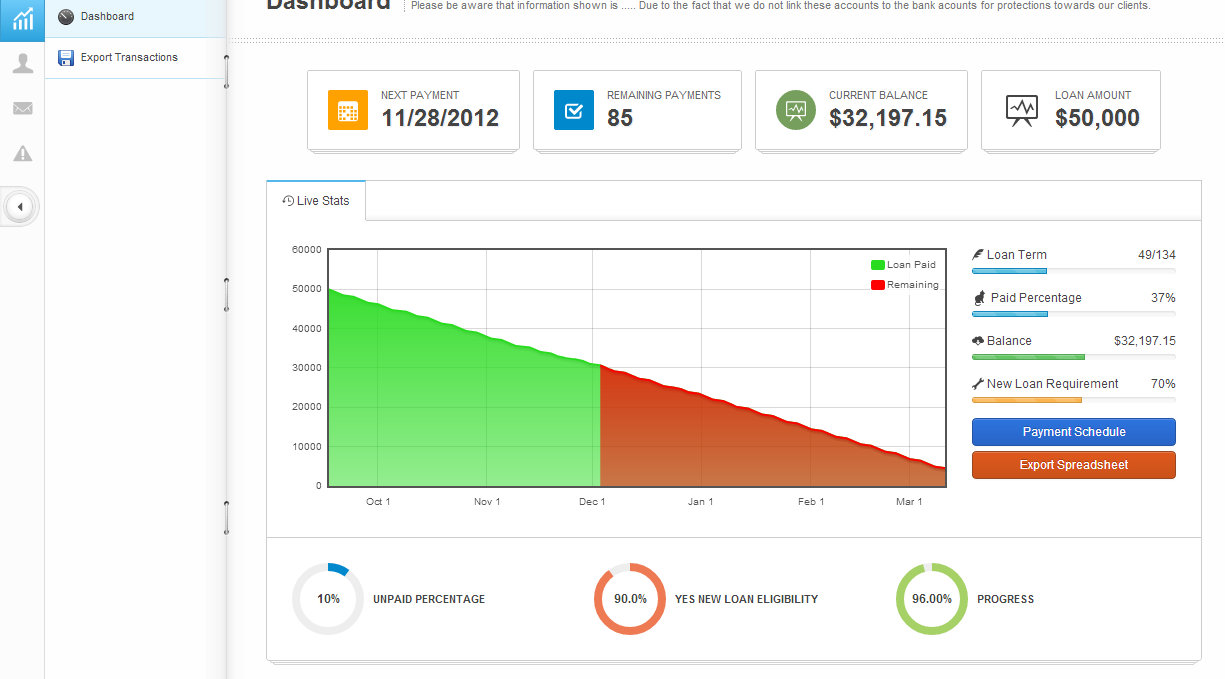 Dashboard
Please be aware that information shown is ..... Due to the fact that we do not link these accounts to the bank acounts for protections towards our clients.
Dashboard
Export Transactions
NEXT PAYMENT
11/28/2012
REMAINING PAYMENTS
85
CURRENT BALANCE
$32,197.15
LOAN AMOUNT
$50,000
Live Stats
60000
50000
40000
30000
20000
10000
0
Oct 1
Nov 1
Dec 1
Jan 1
Feb 1
Mar 1
Loan Paid
Remaining
Loan Term 49/134
Paid Percentage 37%
Balance $32,197.15
New Loan Requirement 70%
Payment Schedule
Export Spreadsheet
10% UNPAID PERCENTAGE
90.0% YES NEW LOAN ELIGIBILITY
96.00% PROGRESS